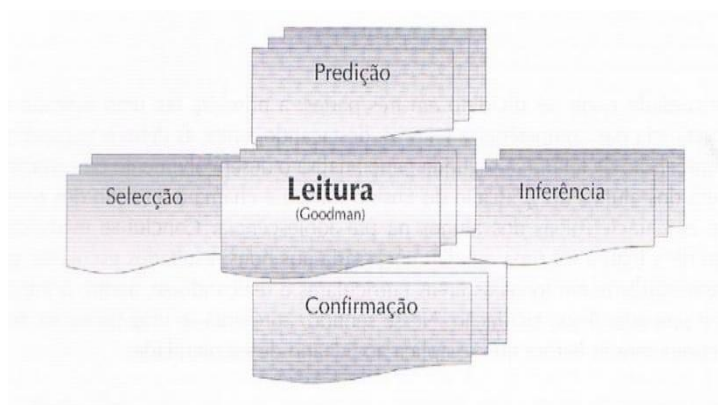 Predição
Selecção
Leitura
(Goodman)
Inferência
Confirmação